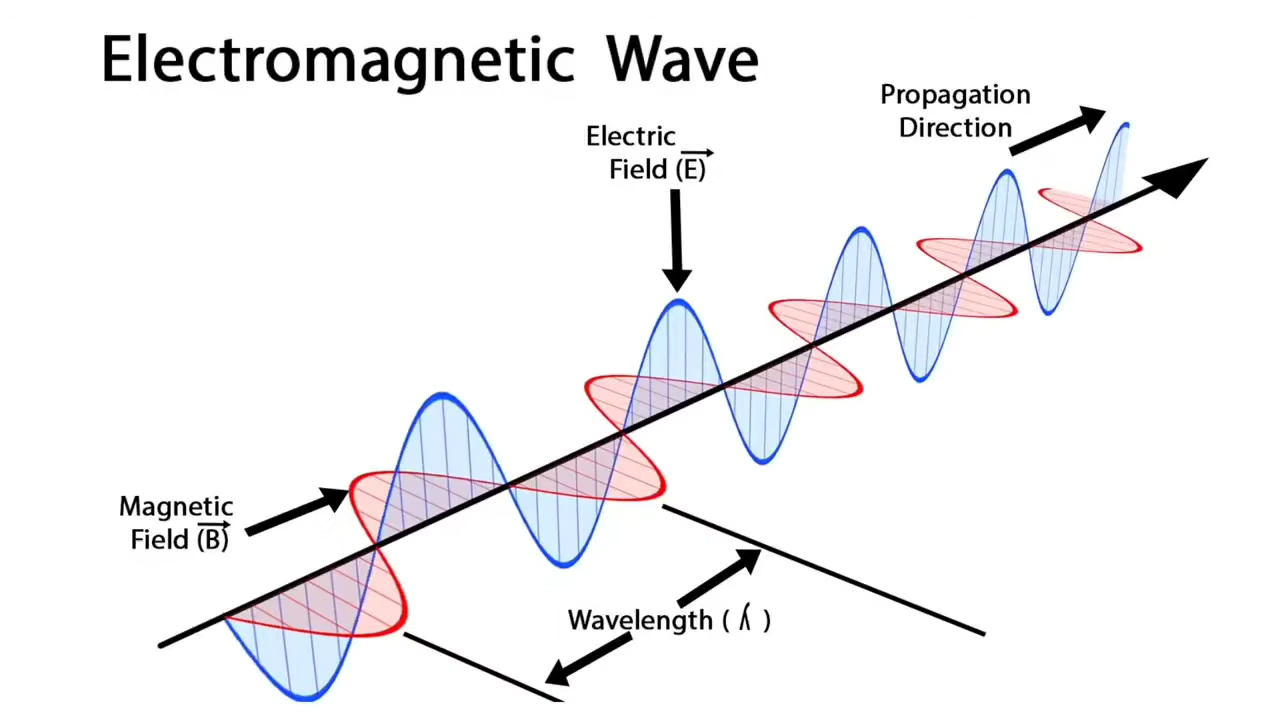 Electromagnetic Wave
Propagation
Direction
Electric
Field (E)
Magnetic
Field (B)
Wavelength ( λ )